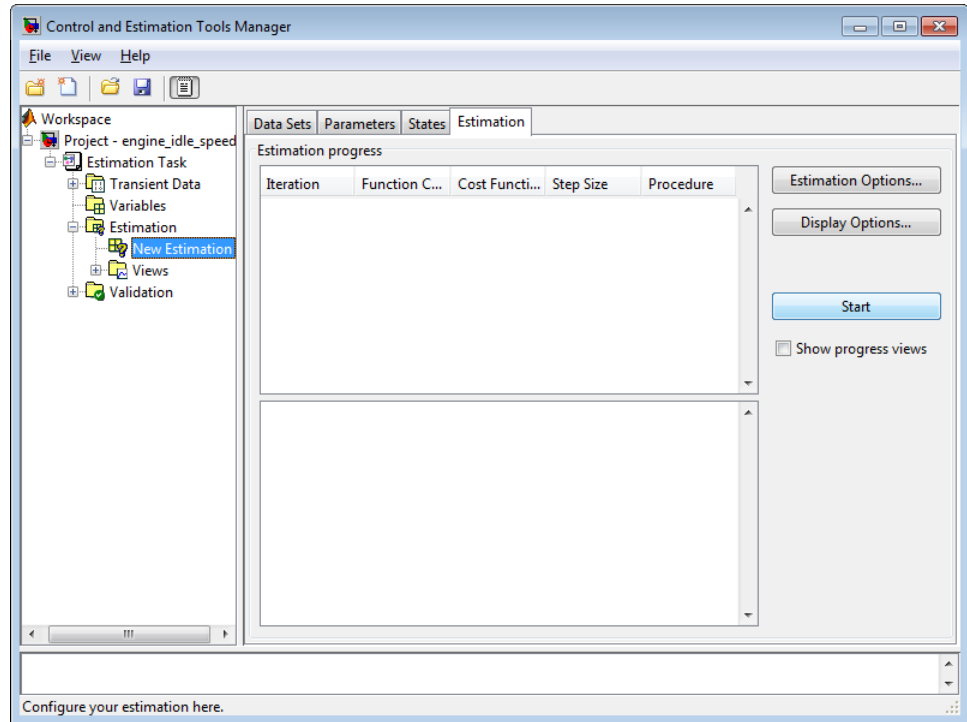 Control and Estimation Tools Manager
File View Help
Workspace
Project - engine_idle_speed
Estimation Task
Transient Data
Variables
Estimation
New Estimation
Views
Validation
Data Sets Parameters States Estimation
Estimation progress
Iteration Function C... Cost Functi... Step Size Procedure
Estimation Options...
Display Options...
Start
Show progress views
Configure your estimation here.